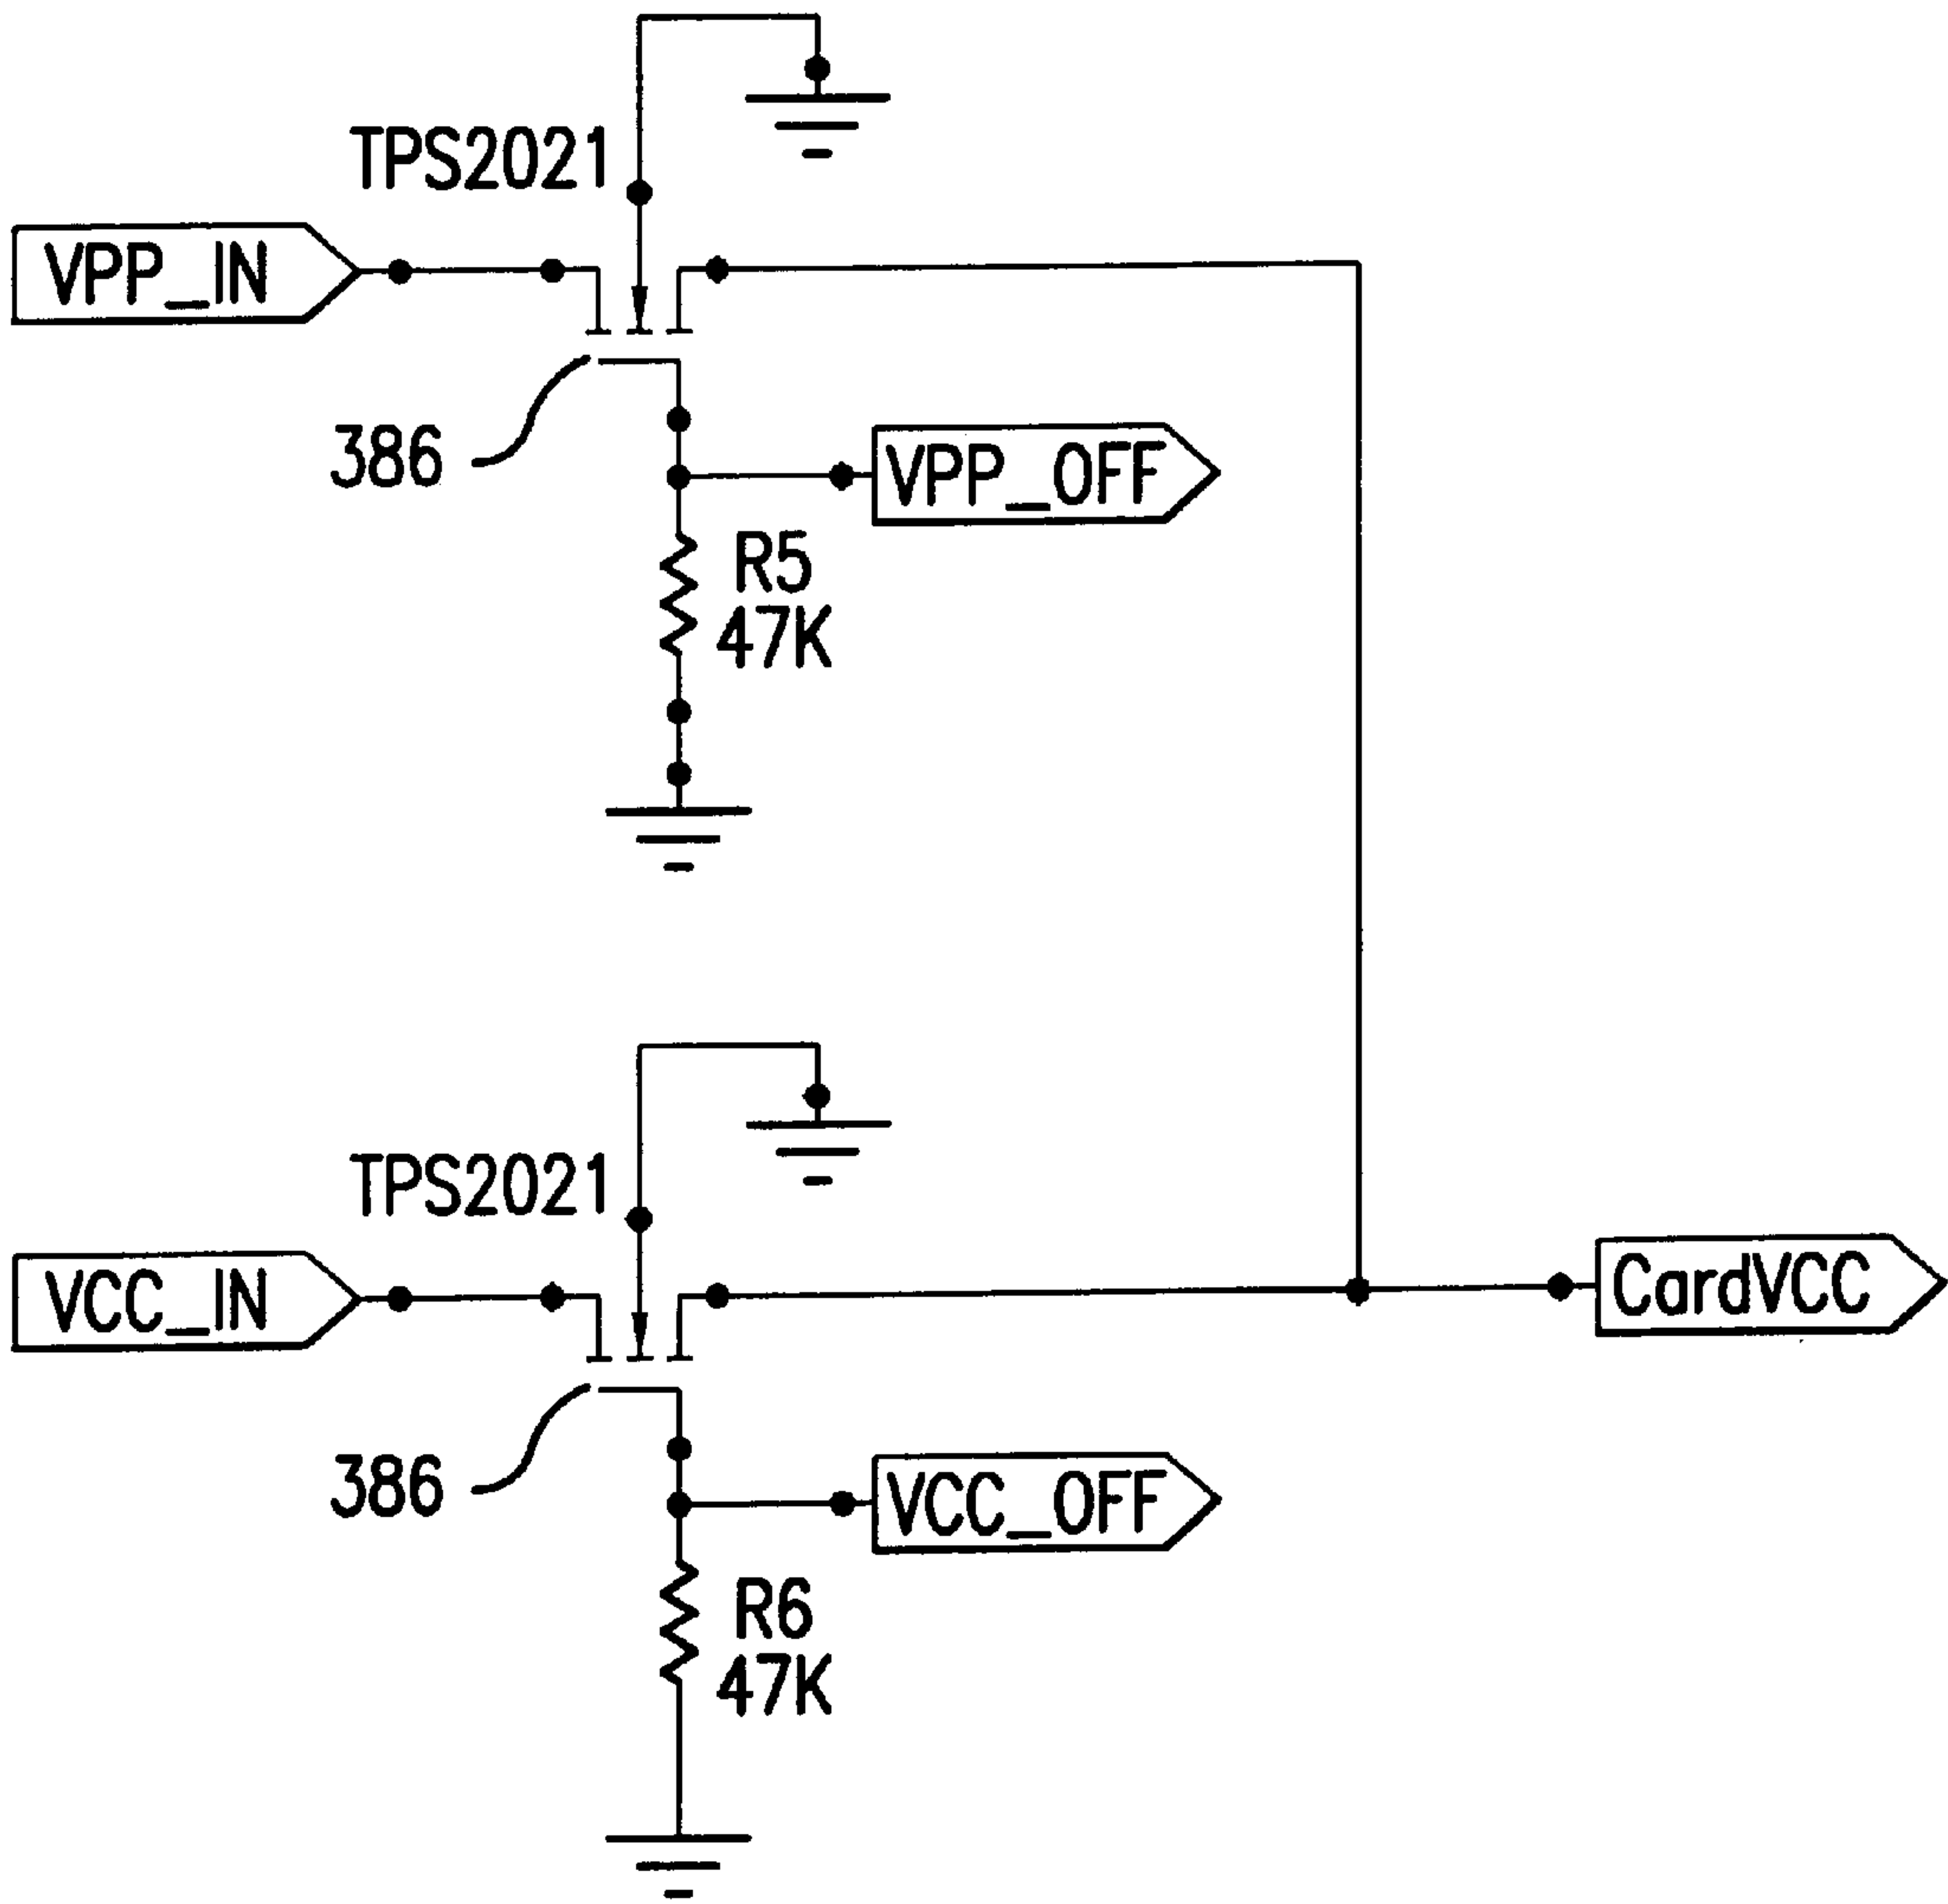 TPS2021
VPP_IN
386
VPP_OFF
R5
47K
TPS2021
VCC_IN
CardVCC
386
VCC_OFF
R6
47K